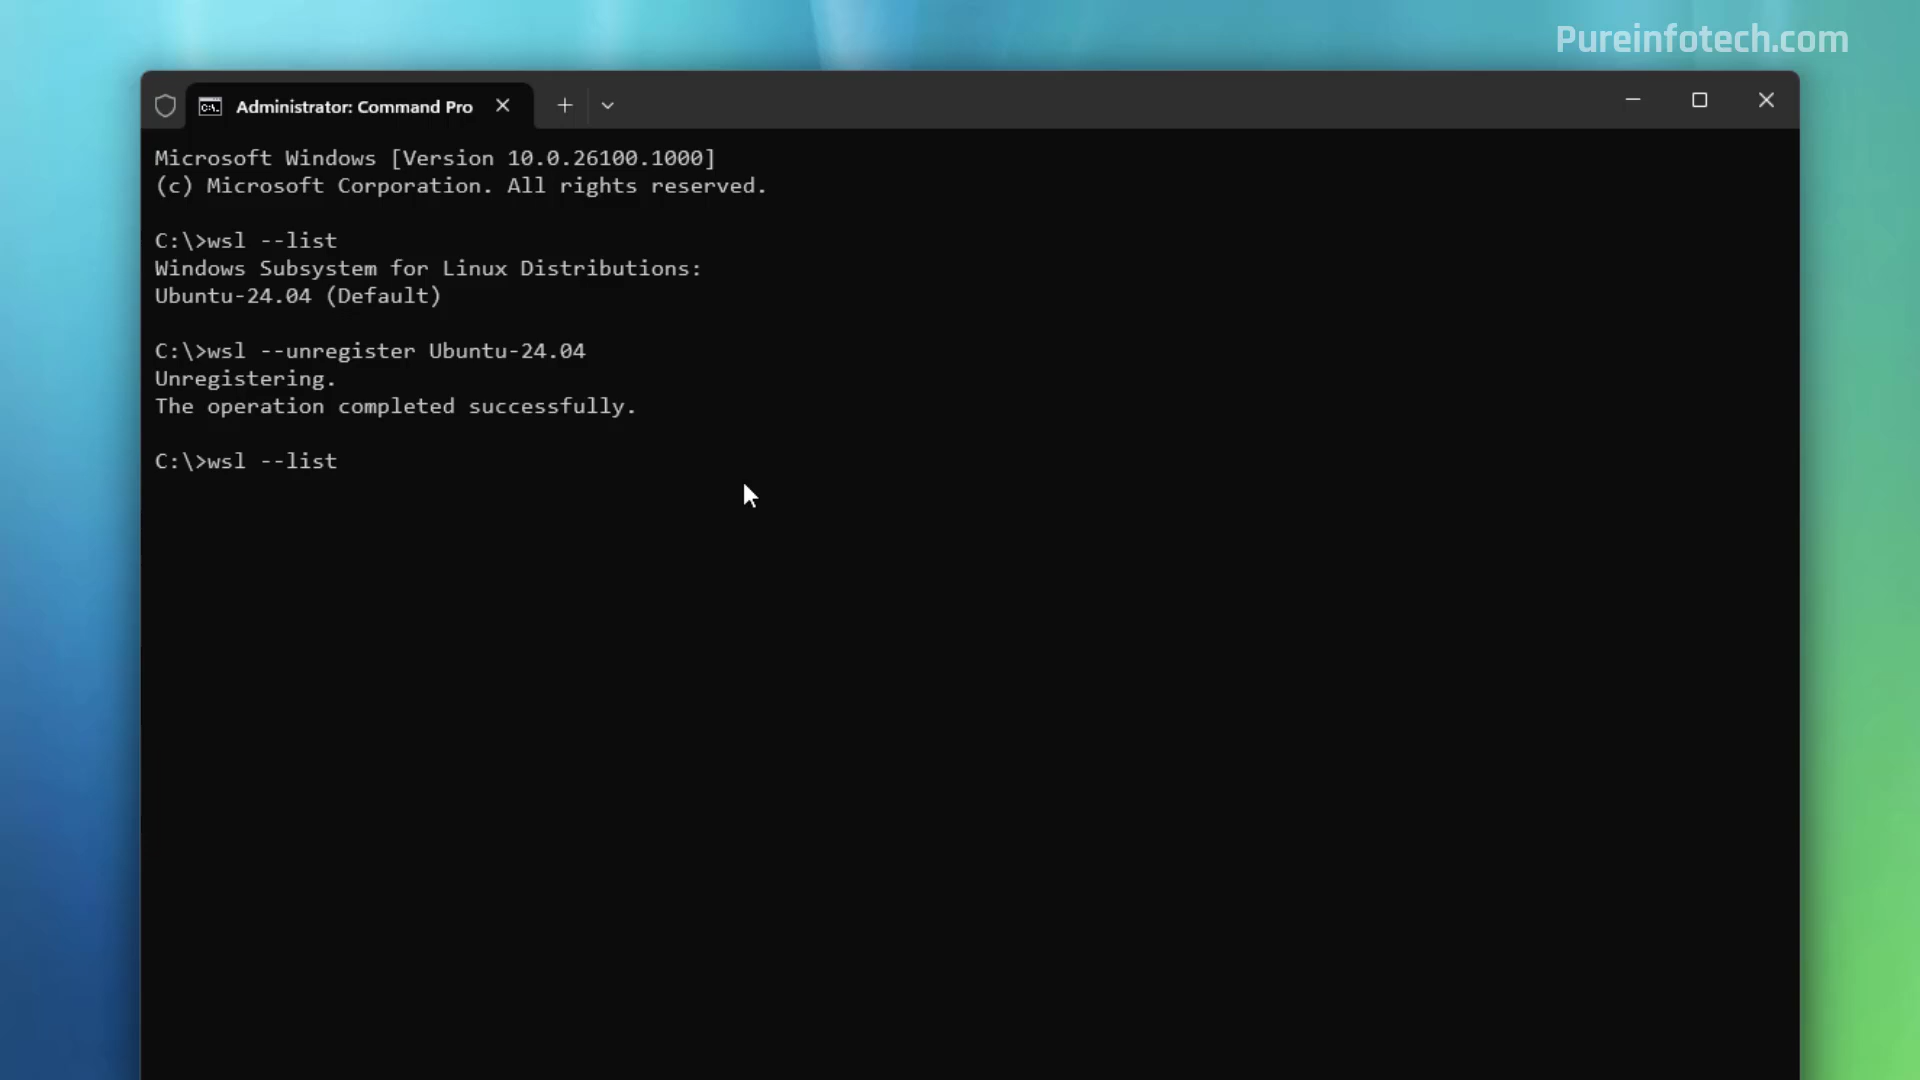 Pureinfotech.com
Administrator: Command Pro
Microsoft Windows [Version 10.0.26100.1000]
(c) Microsoft Corporation. All rights reserved.
C:\>wsl --list
Windows Subsystem for Linux Distributions:
Ubuntu-24.04 (Default)
C:\>wsl --unregister Ubuntu-24.04
Unregistering.
The operation completed successfully.
C:\>wsl --list